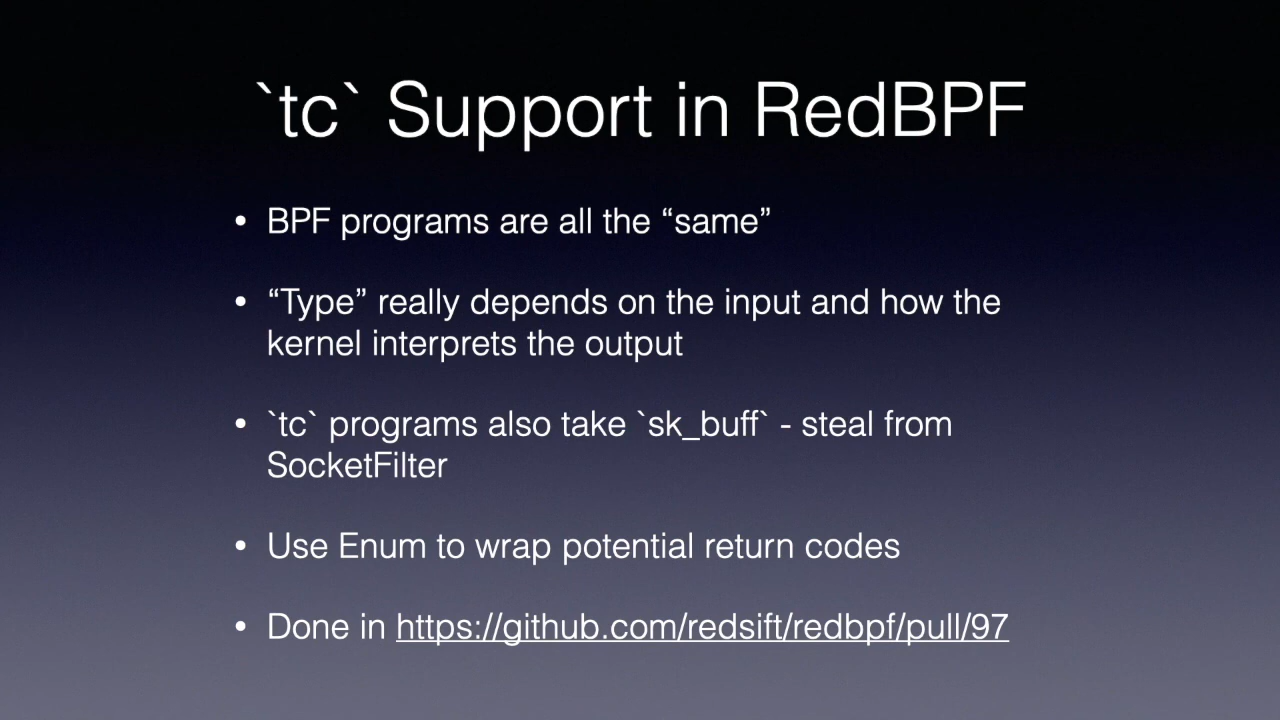 `tc` Support in RedBPF
• BPF programs are all the “same”
• “Type” really depends on the input and how the
kernel interprets the output
• `tc` programs also take `sk_buff` - steal from
SocketFilter
• Use Enum to wrap potential return codes
• Done in https://github.com/redsift/redbpf/pull/97